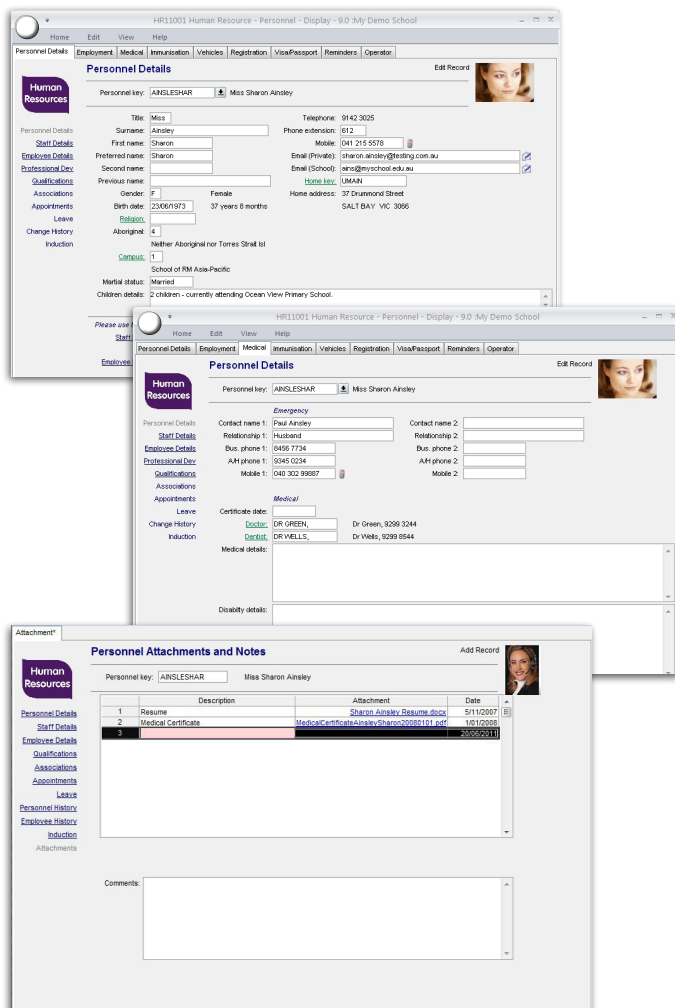 HR11001 Human Resource - Personnel - Display - 9.0 :My Demo School
Home Edit View Help
Personnel Details Employment Medical Immunisation Vehicles Registration Visa/Passport Reminders Operator
Personnel Details Edit Record
Human Resources
Personnel key: AINSLESHAR Miss Sharon Ainsley
Title: Miss Telephone: 9142 3025
Personnel Details Surname: Ainsley Phone extension: 612
Staff Details First name: Sharon Mobile: 041 215 5578
Employee Details Preferred name: Sharon Email (Private): sharon.ainsley@testing.com.au
Professional Dev Second name: Email (School): ains@myschool.edu.au
Qualifications Previous name: Home key: UMAIN
Associations Gender: F Female Home address: 37 Drummond Street
Appointments Birth date: 23/06/1973 37 years 8 months SALT BAY VIC 3066
Leave Religion:
Change History Aboriginal: 4
Induction Neither Aboriginal nor Torres Strait Isl
Campus: 1
School of RM Asia-Pacific
Martial status: Married
Children details: 2 children - currently attending Ocean View Primary School.
Please use
Staff
Employee
HR11001 Human Resource - Personnel - Display - 9.0 :My Demo School
Home Edit View Help
Personnel Details Employment Medical Immunisation Vehicles Registration Visa/Passport Reminders Operator
Personnel Details Edit Record
Human Resources
Personnel key: AINSLESHAR Miss Sharon Ainsley
Emergency
Personnel Details Contact name 1: Paul Ainsley Contact name 2:
Staff Details Relationship 1: Husband Relationship 2:
Employee Details Bus. phone 1: 8456 7734 Bus. phone 2:
Professional Dev A/H phone 1: 9345 0234 A/H phone 2:
Qualifications Mobile 1: 040 302 99887 Mobile 2:
Associations
Appointments Medical
Leave Certificate date:
Change History Doctor: DR GREEN, Dr Green, 9299 3244
Induction Dentist: DR WELLS, Dr Wells, 9299 8544
Medical details:
Disabilty details:
Attachment*
Personnel Attachments and Notes Add Record
Human Resources
Personnel key: AINSLESHAR Miss Sharon Ainsley
Description Attachment Date
1 Resume Sharon Ainsley Resume.docx 5/11/2007
2 Medical Certificate MedicalCertificateAinsleySharon20080101.pdf 1/01/2008
3 20/06/2011
Personnel Details
Staff Details
Employee Details
Qualifications
Associations
Appointments
Leave
Personnel History
Employee History
Induction
Attachments
Comments: